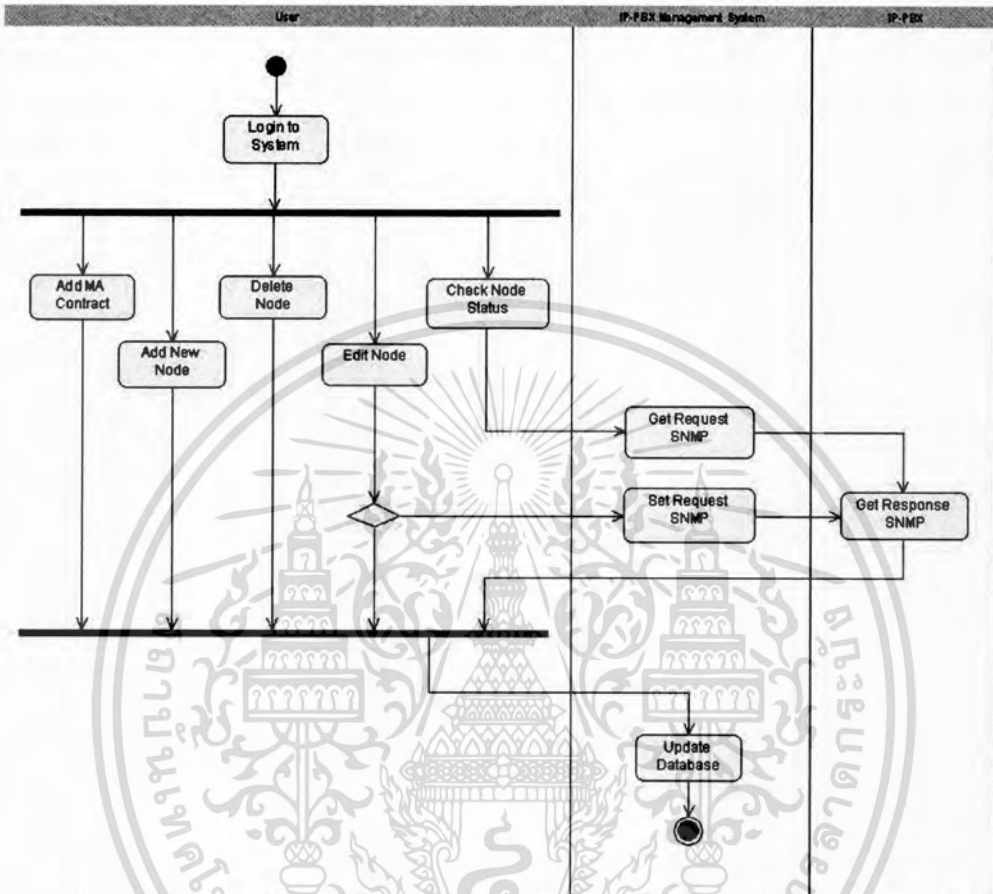 User
IP-PBX Management System
IP-PBX
Login to
System
Add MA
Contract
Add New
Node
Delete
Node
Edit Node
Check Node
Status
Get Request
SNMP
Set Request
SNMP
Get Response
SNMP
Update
Database